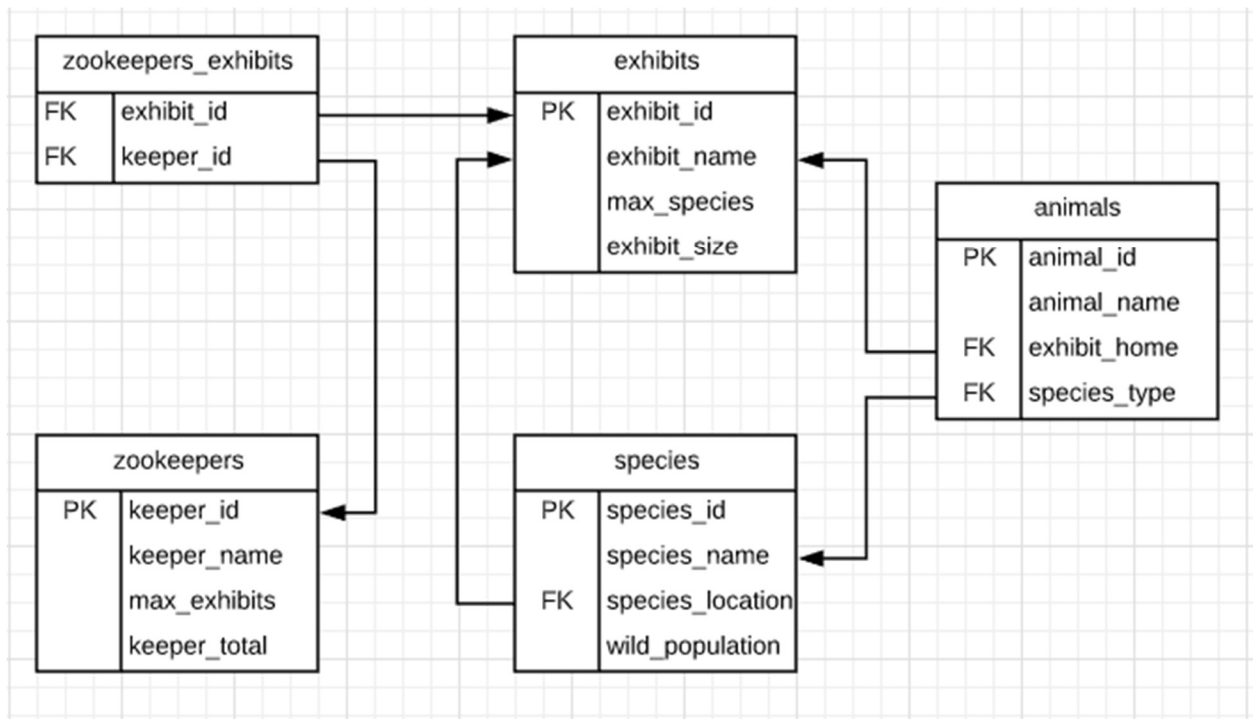 zookeepers_exhibits
FK exhibit_id
FK keeper_id
exhibits
PK exhibit_id
exhibit_name
max_species
exhibit_size
animals
PK animal_id
animal_name
FK exhibit_home
FK species_type
zookeepers
PK keeper_id
keeper_name
max_exhibits
keeper_total
species
PK species_id
species_name
FK species_location
wild_population